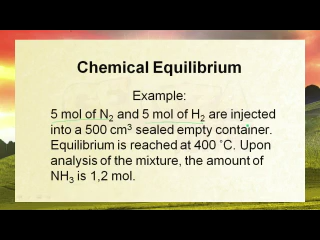 Chemical Equilibrium
Example:
5 mol of N₂ and 5 mol of H₂ are injected
into a 500 cm³ sealed empty container.
Equilibrium is reached at 400 ˚C. Upon
analysis of the mixture, the amount of
NH₃ is 1,2 mol.